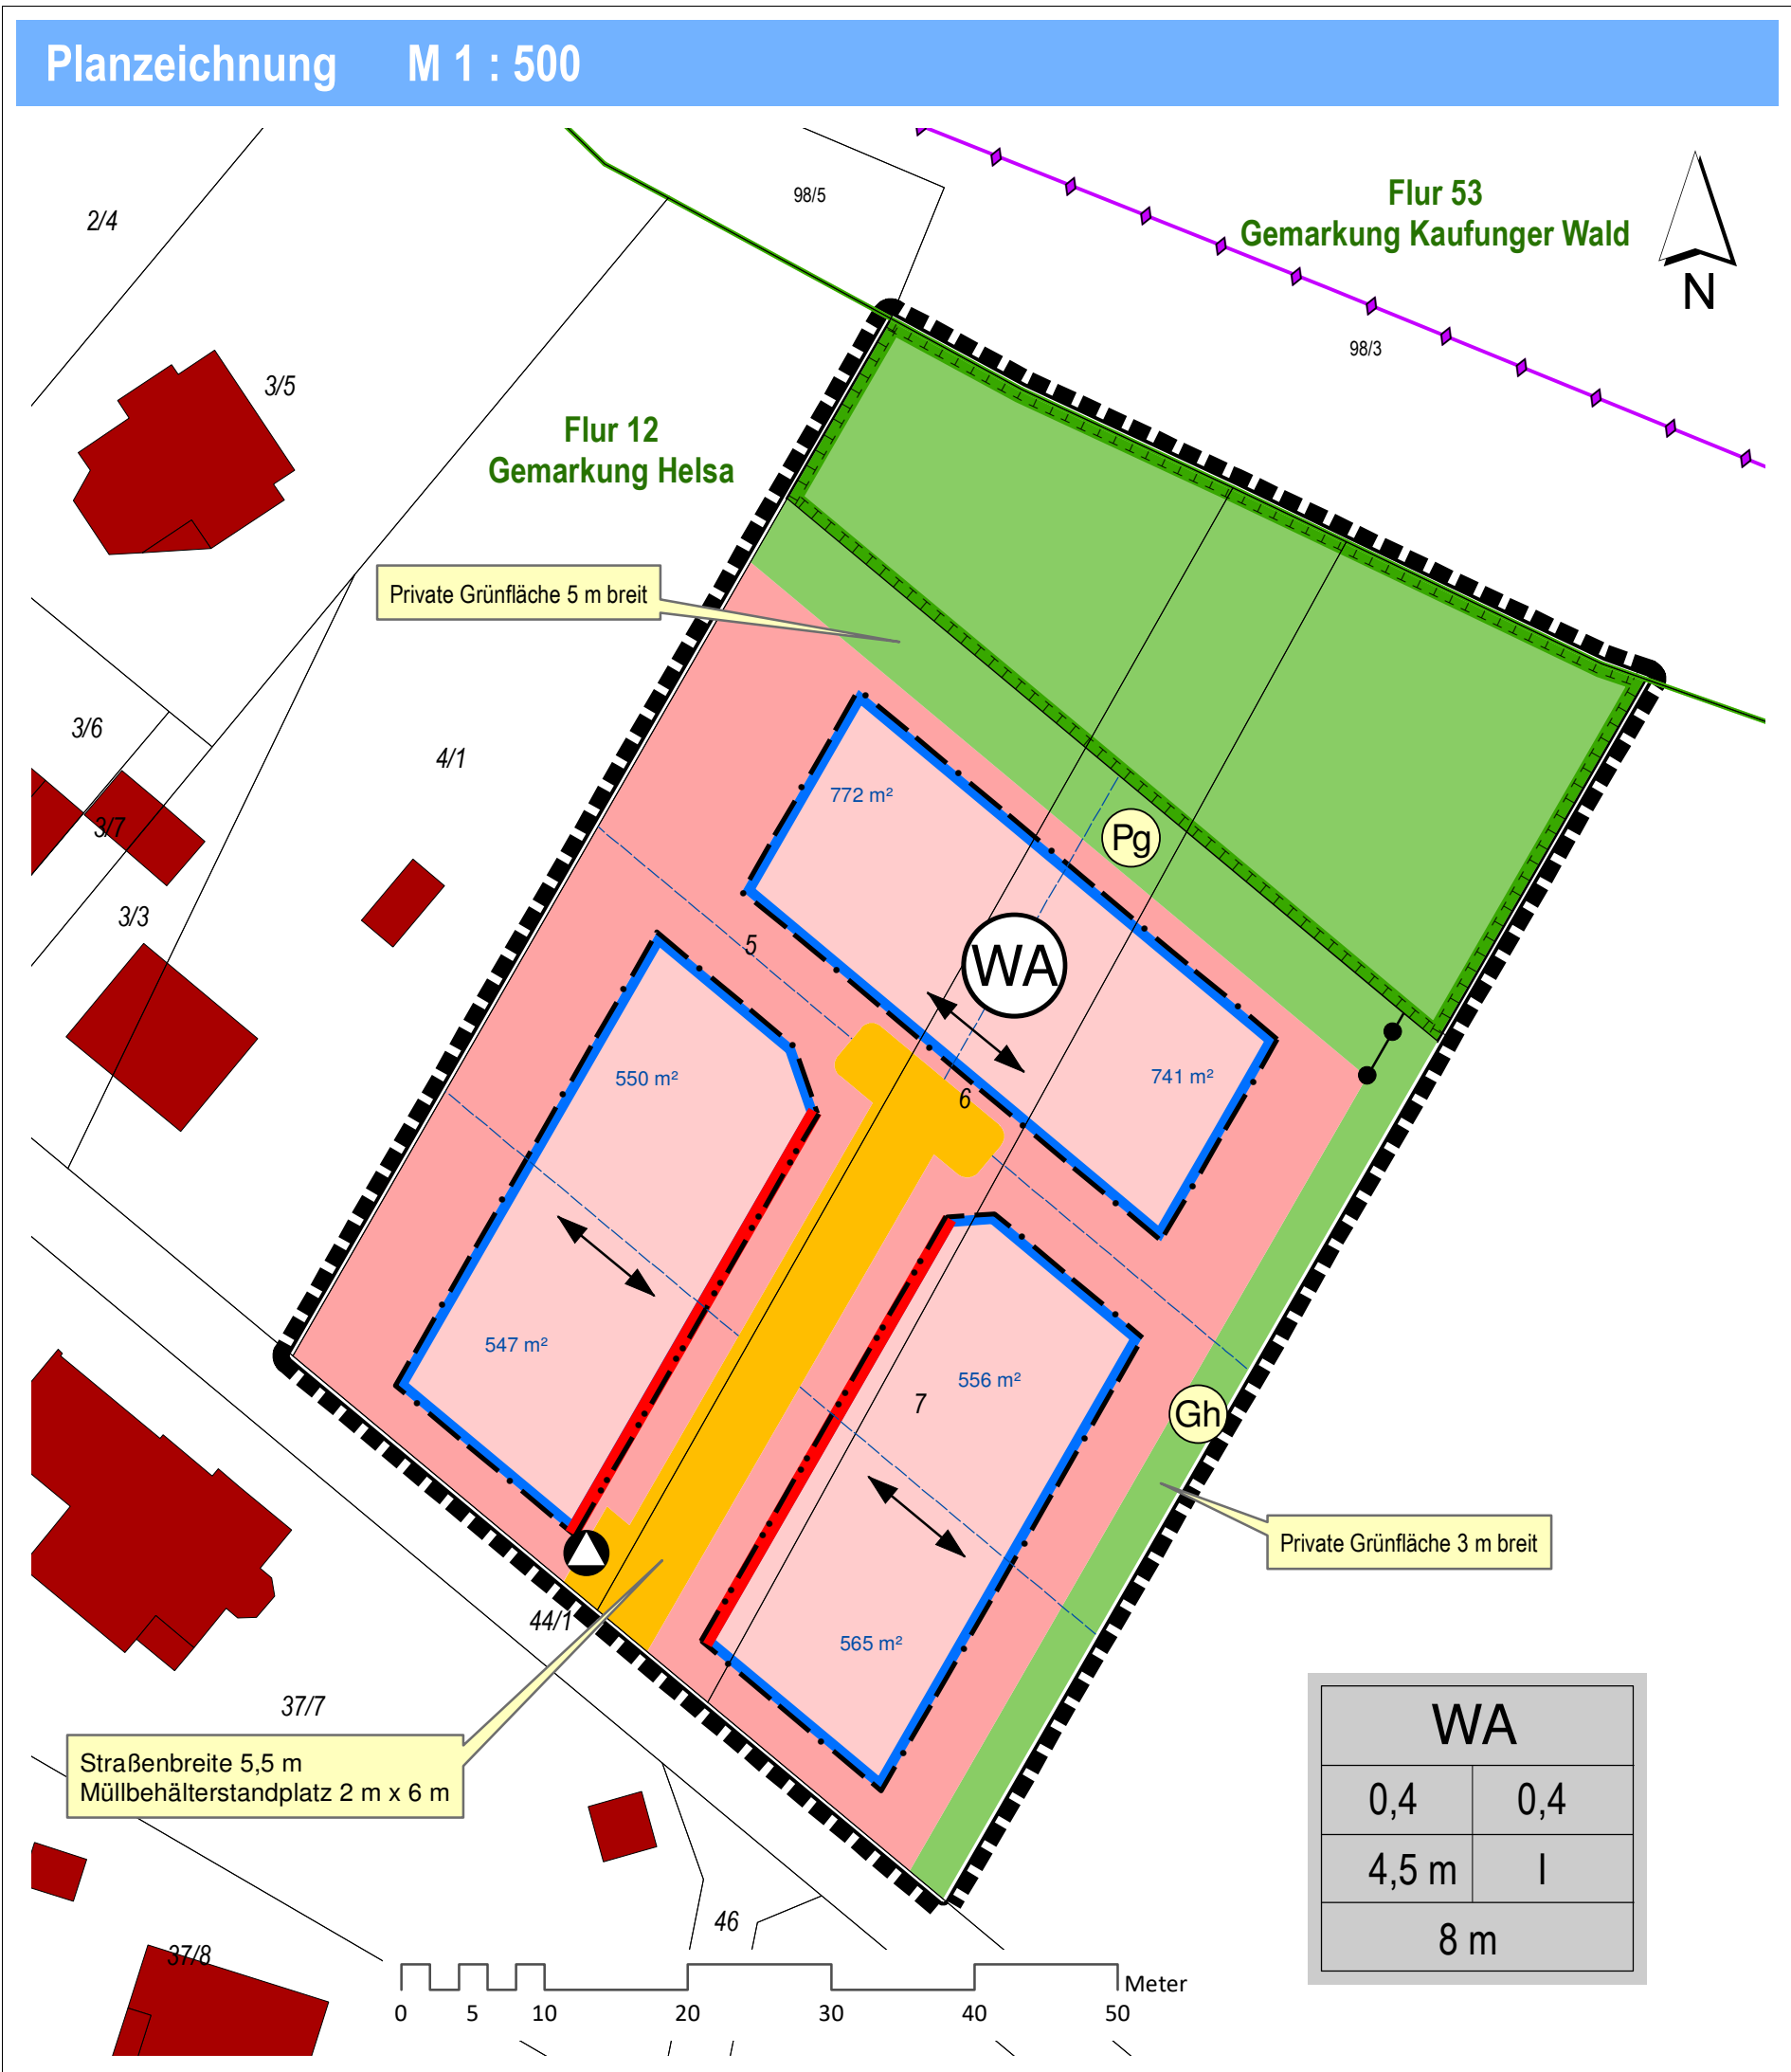 Planzeichnung M 1 : 500
98/5
Flur 53
Gemarkung Kaufunger Wald
2/4
N
98/3
3/5
Flur 12
Gemarkung Helsa
Private Grünfläche 5 m breit
3/6
4/1
772 m²
3/7
Pg
3/3
5
WA
550 m²
741 m²
6
547 m²
556 m²
7
Gh
Private Grünfläche 3 m breit
44/1
565 m²
37/7
WA
Straßenbreite 5,5 m
Müllbehälterstandplatz 2 m x 6 m
0,4 0,4
4,5 m I
46
8 m
37/8
Meter
0 5 10 20 30 40 50